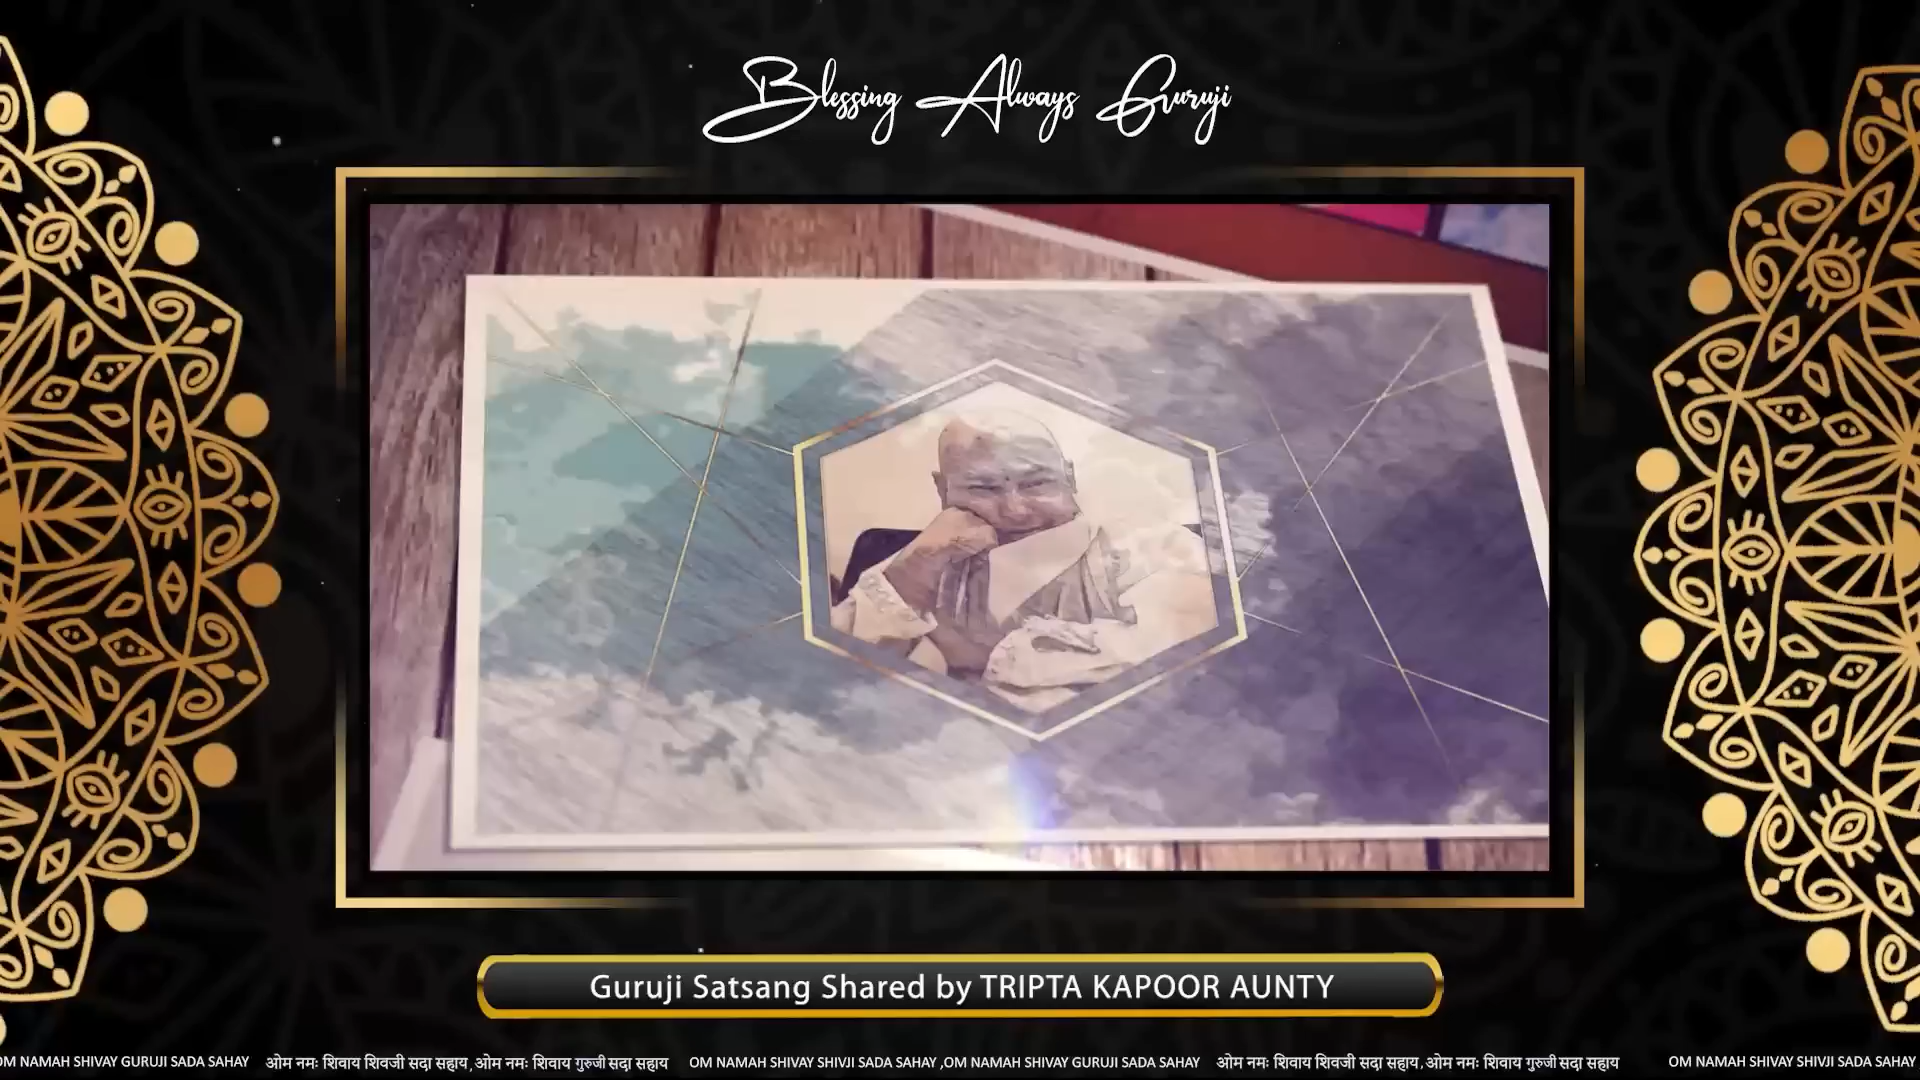 Blessing Always Guruji
Guruji Satsang Shared by TRIPTA KAPOOR AUNTY
OM NAMAH SHIVAY GURUJI SADA SAHAY ओम नमः शिवाय शिवजी सदा सहाय, ओम नमः शिवाय गुरुजी सदा सहाय OM NAMAH SHIVAY SHIVJI SADA SAHAY ,OM NAMAH SHIVAY GURUJI SADA SAHAY ओम नमः शिवाय शिवजी सदा सहाय, ओम नमः शिवाय गुरुजी सदा सहाय OM NAMAH SHIVAY SHIVJI SADA SAHAY